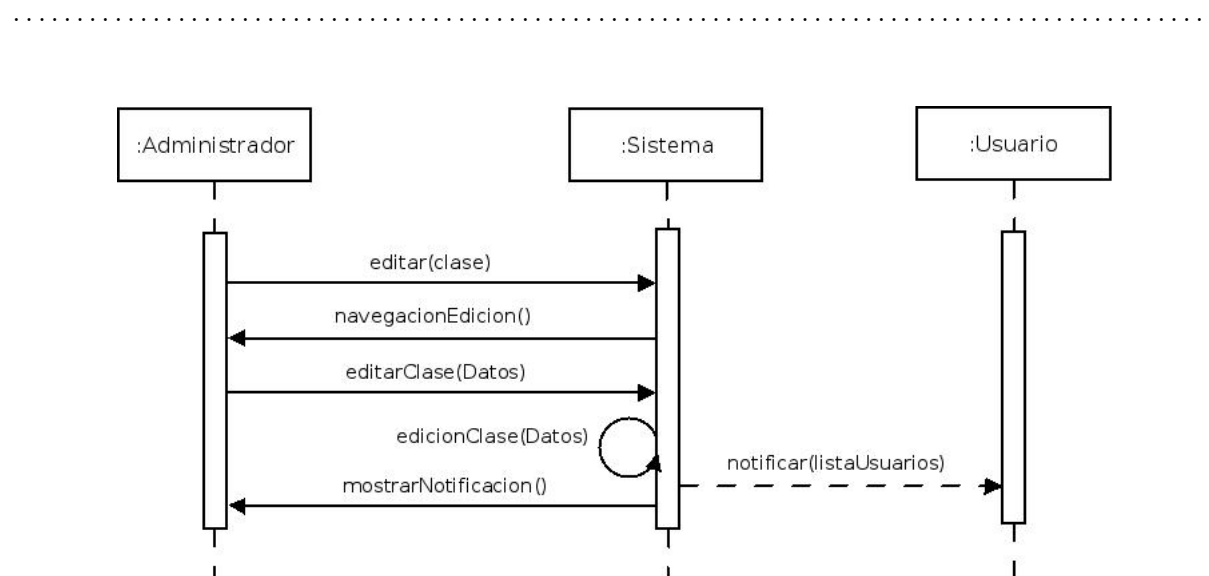 :Administrador
:Sistema
:Usuario
editar(clase)
navegacionEdicion()
editarClase(Datos)
edicionClase(Datos)
notificar(listaUsuarios)
mostrarNotificacion()